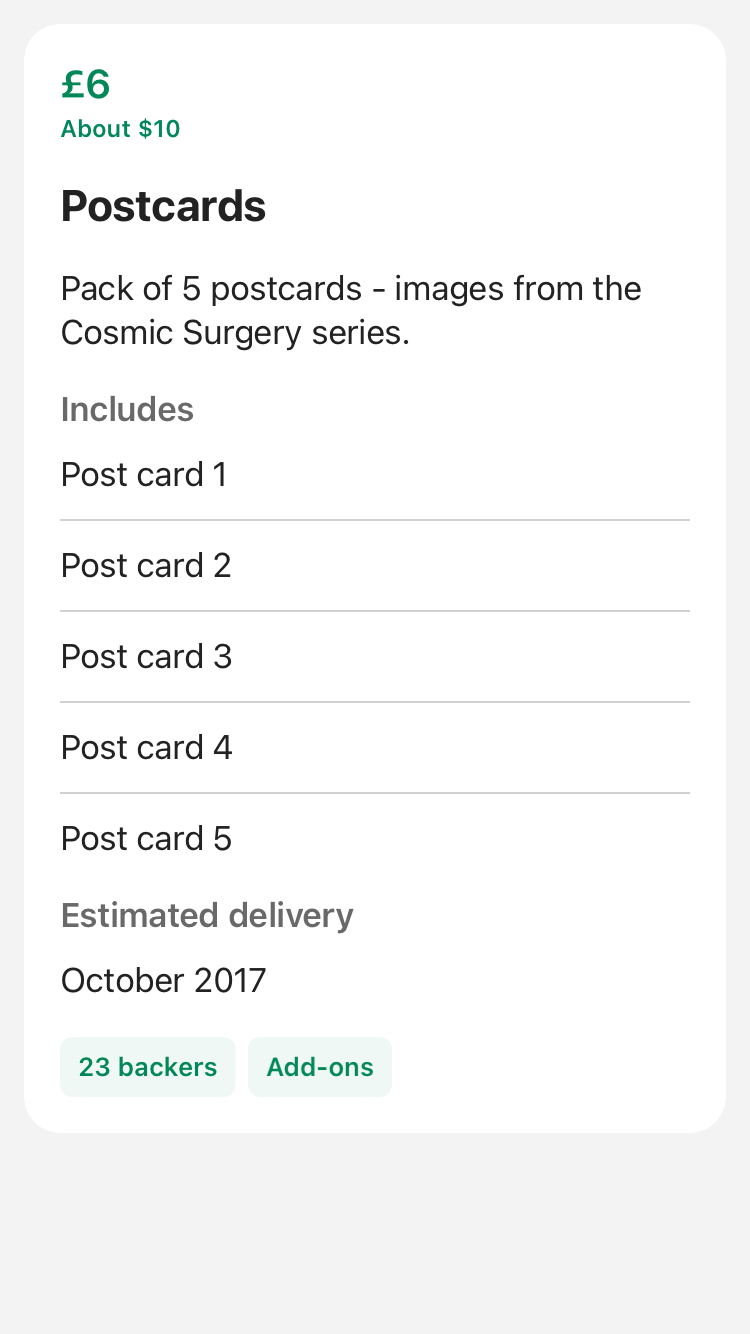 £6
About $10
Postcards
Pack of 5 postcards - images from the
Cosmic Surgery series.
Includes
Post card 1
Post card 2
Post card 3
Post card 4
Post card 5
Estimated delivery
October 2017
23 backers
Add-ons